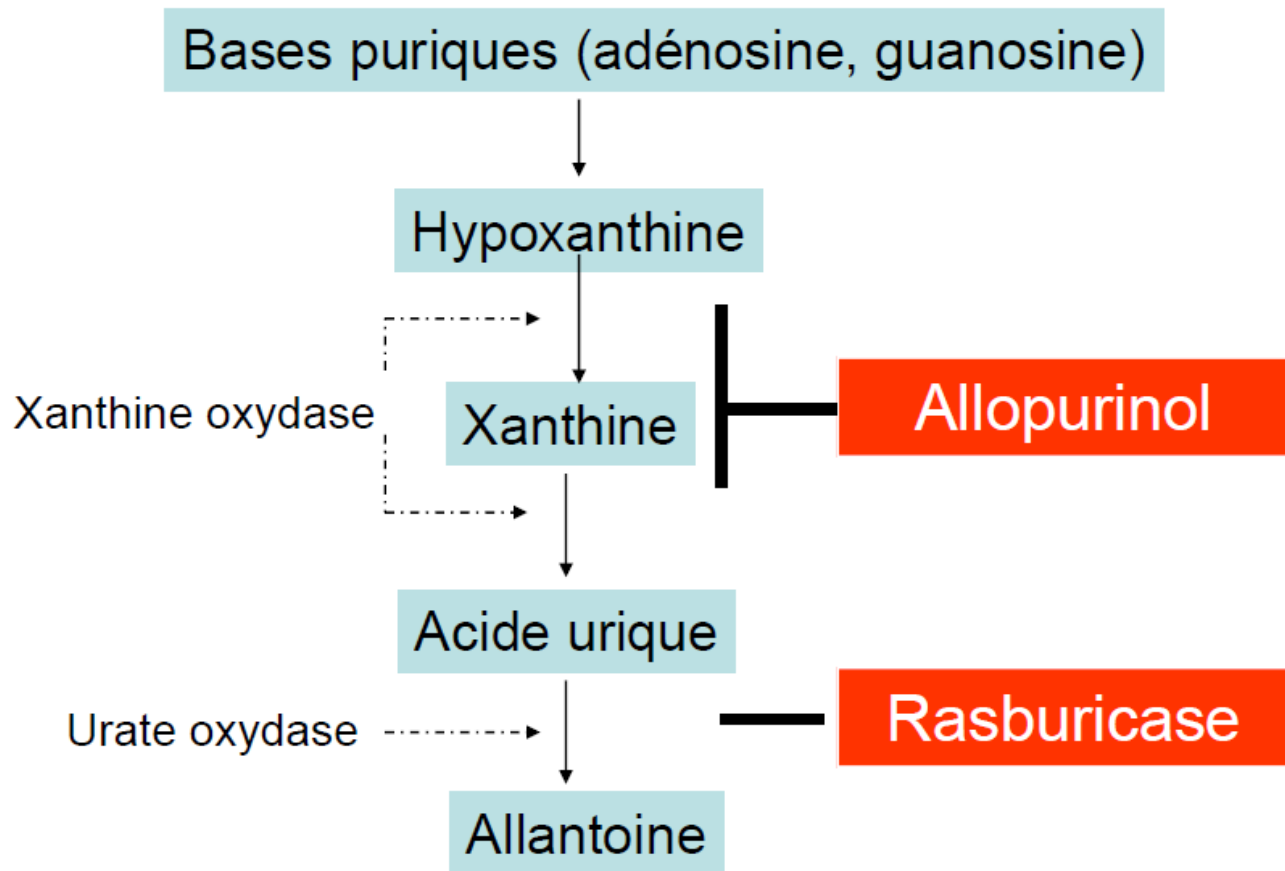 Bases puriques (adénosine, guanosine)
Hypoxanthine
Xanthine oxydase
Xanthine
Allopurinol
Acide urique
Urate oxydase
Rasburicase
Allantoine